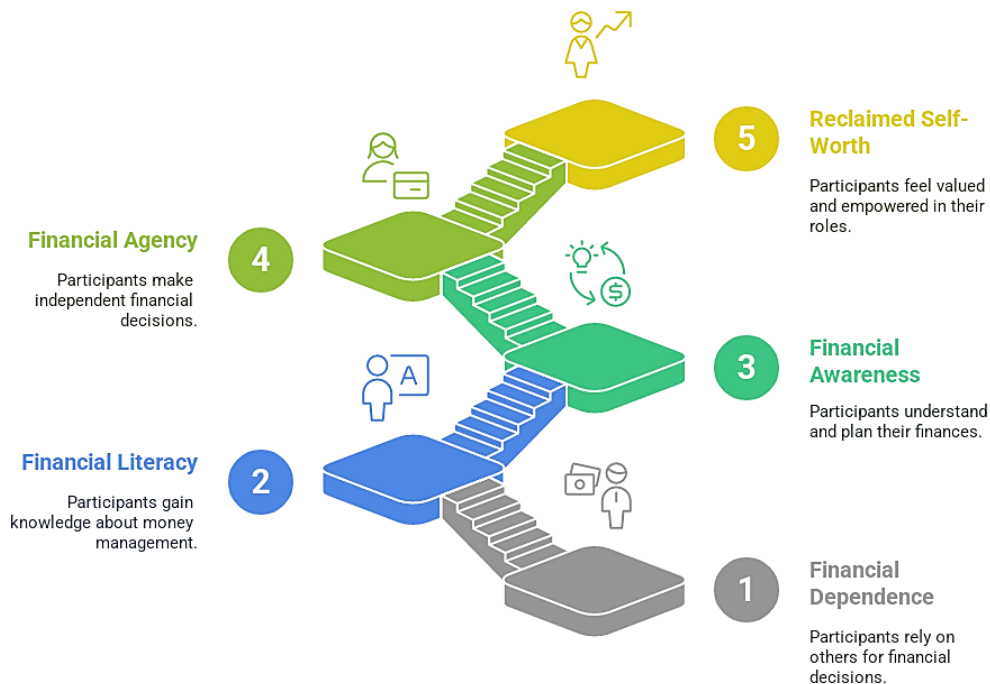 5
Reclaimed Self-
Worth
Participants feel valued
and empowered in their
roles.
Financial Agency
4
Participants make
independent financial
decisions.
3
Financial
Awareness
Participants understand
and plan their finances.
A
Financial Literacy
2
Participants gain
knowledge about money
management.
1
Financial
Dependence
Participants rely on
others for financial
decisions.
$